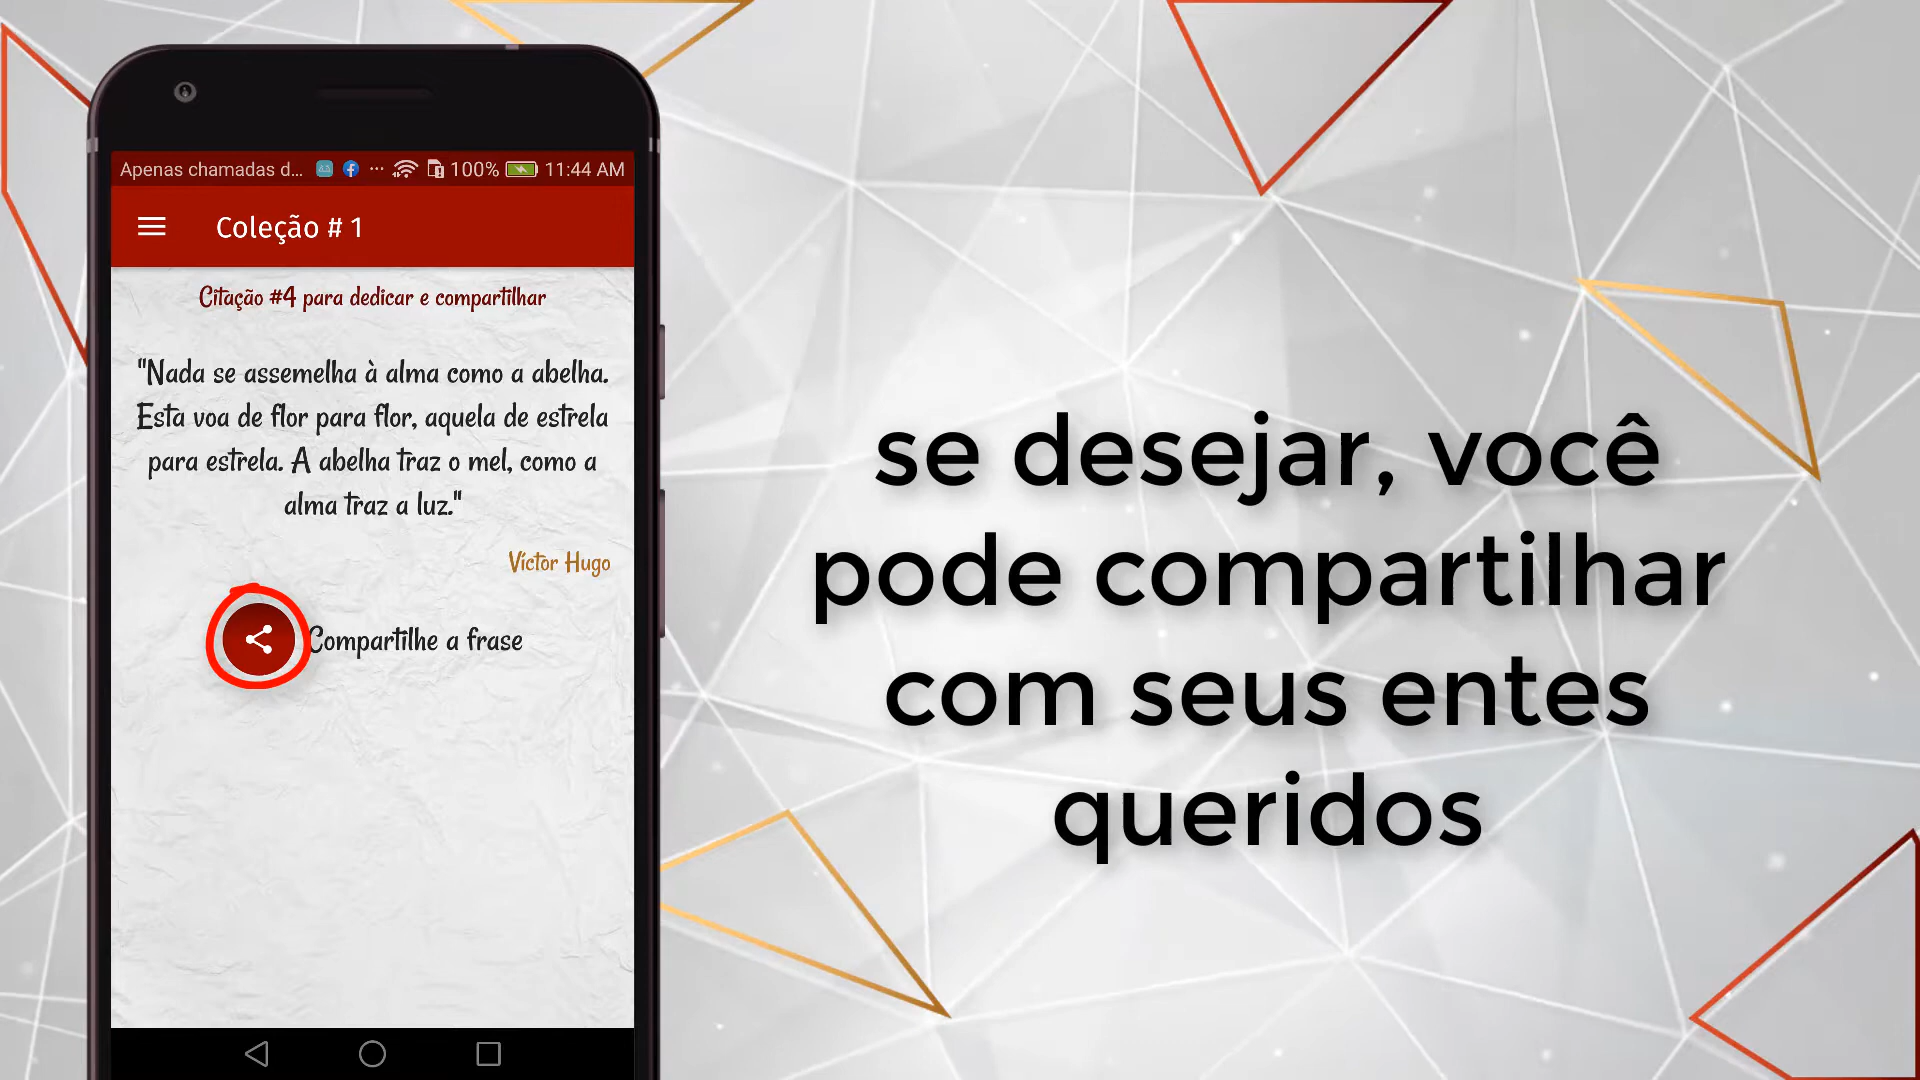 Apenas chamadas d... ··· 100% 11:44 AM
Coleção # 1
Citação #4 para dedicar e compartilhar
"Nada se assemelha à alma como a abelha.
Esta voa de flor para flor, aquela de estrela
para estrela. A abelha traz o mel, como a
alma traz a luz."
Víctor Hugo
Compartilhe a frase
se desejar, você
pode compartilhar
com seus entes
queridos